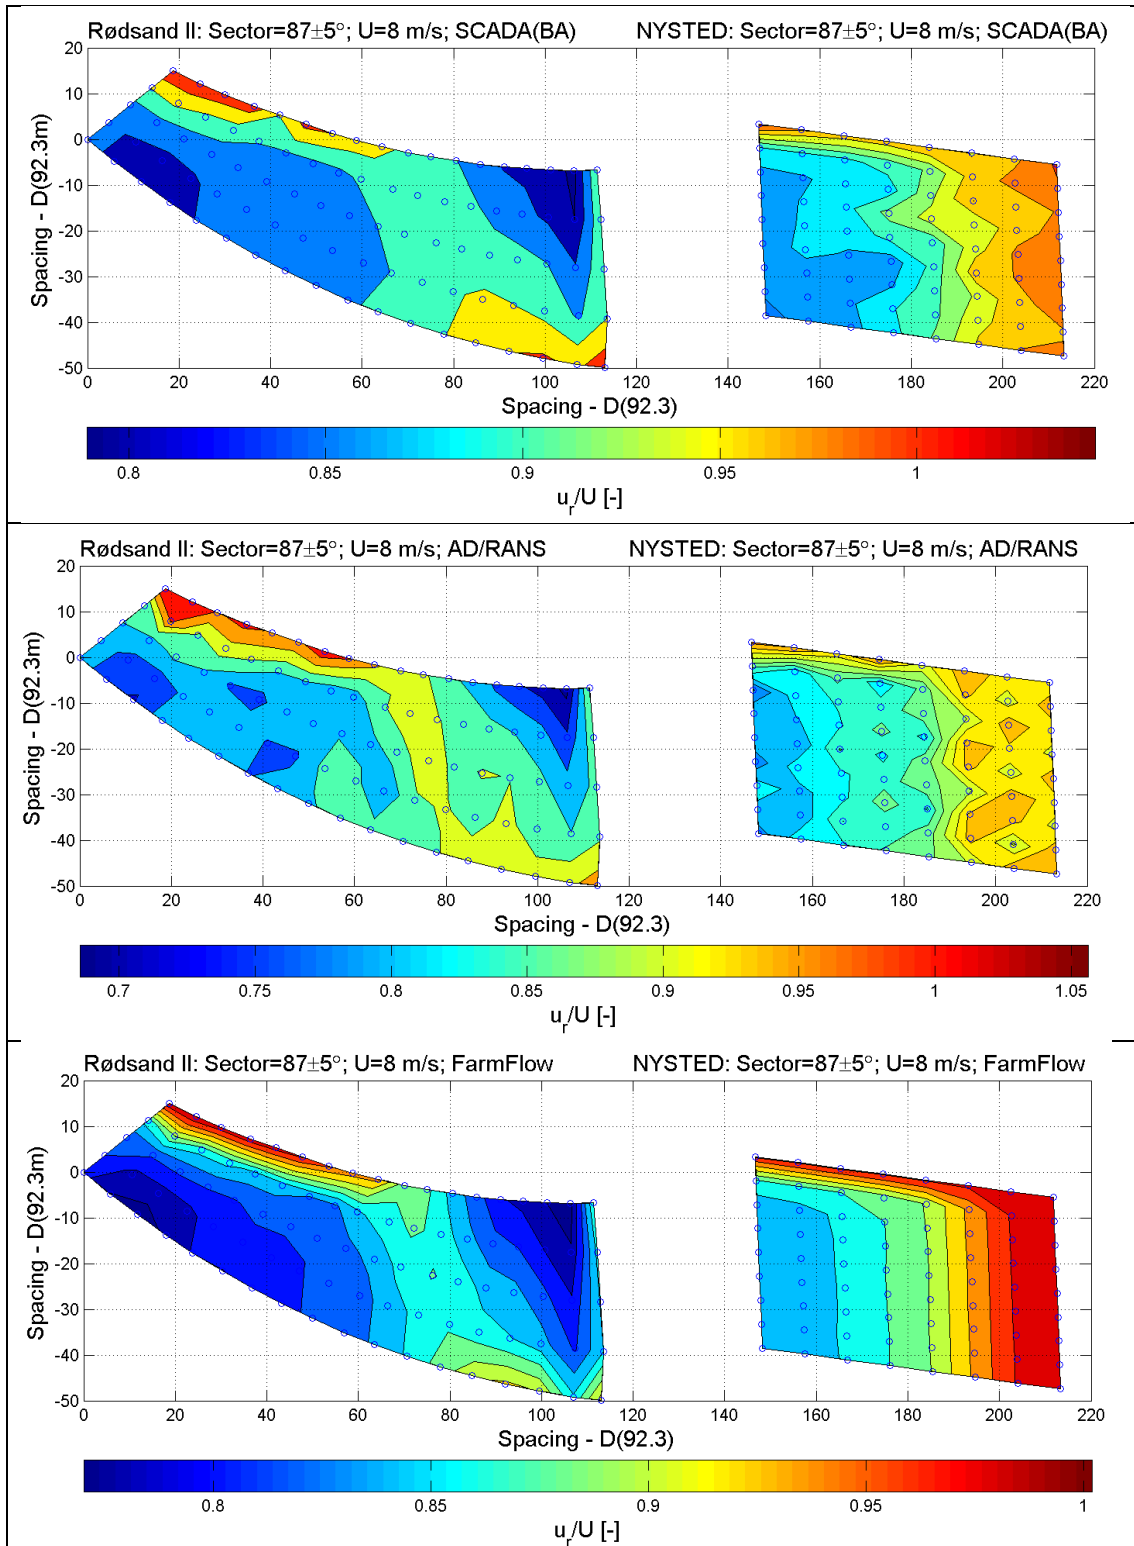 Rødsand II: Sector=87±5°; U=8 m/s; SCADA(BA)
NYSTED: Sector=87±5°; U=8 m/s; SCADA(BA)
Spacing - D(92.3m)
20
10
0
-10
-20
-30
-40
-50
0 20 40 60 80 100 120 140 160 180 200 220
Spacing - D(92.3)
0.8 0.85 0.9 0.95 1
u_r/U [-]
Rødsand II: Sector=87±5°; U=8 m/s; AD/RANS
NYSTED: Sector=87±5°; U=8 m/s; AD/RANS
Spacing - D(92.3m)
20
10
0
-10
-20
-30
-40
-50
0 20 40 60 80 100 120 140 160 180 200 220
Spacing - D(92.3)
0.7 0.75 0.8 0.85 0.9 0.95 1 1.05
u_r/U [-]
Rødsand II: Sector=87±5°; U=8 m/s; FarmFlow
NYSTED: Sector=87±5°; U=8 m/s; FarmFlow
Spacing - D(92.3m)
20
10
0
-10
-20
-30
-40
-50
0 20 40 60 80 100 120 140 160 180 200 220
Spacing - D(92.3)
0.8 0.85 0.9 0.95 1
u_r/U [-]